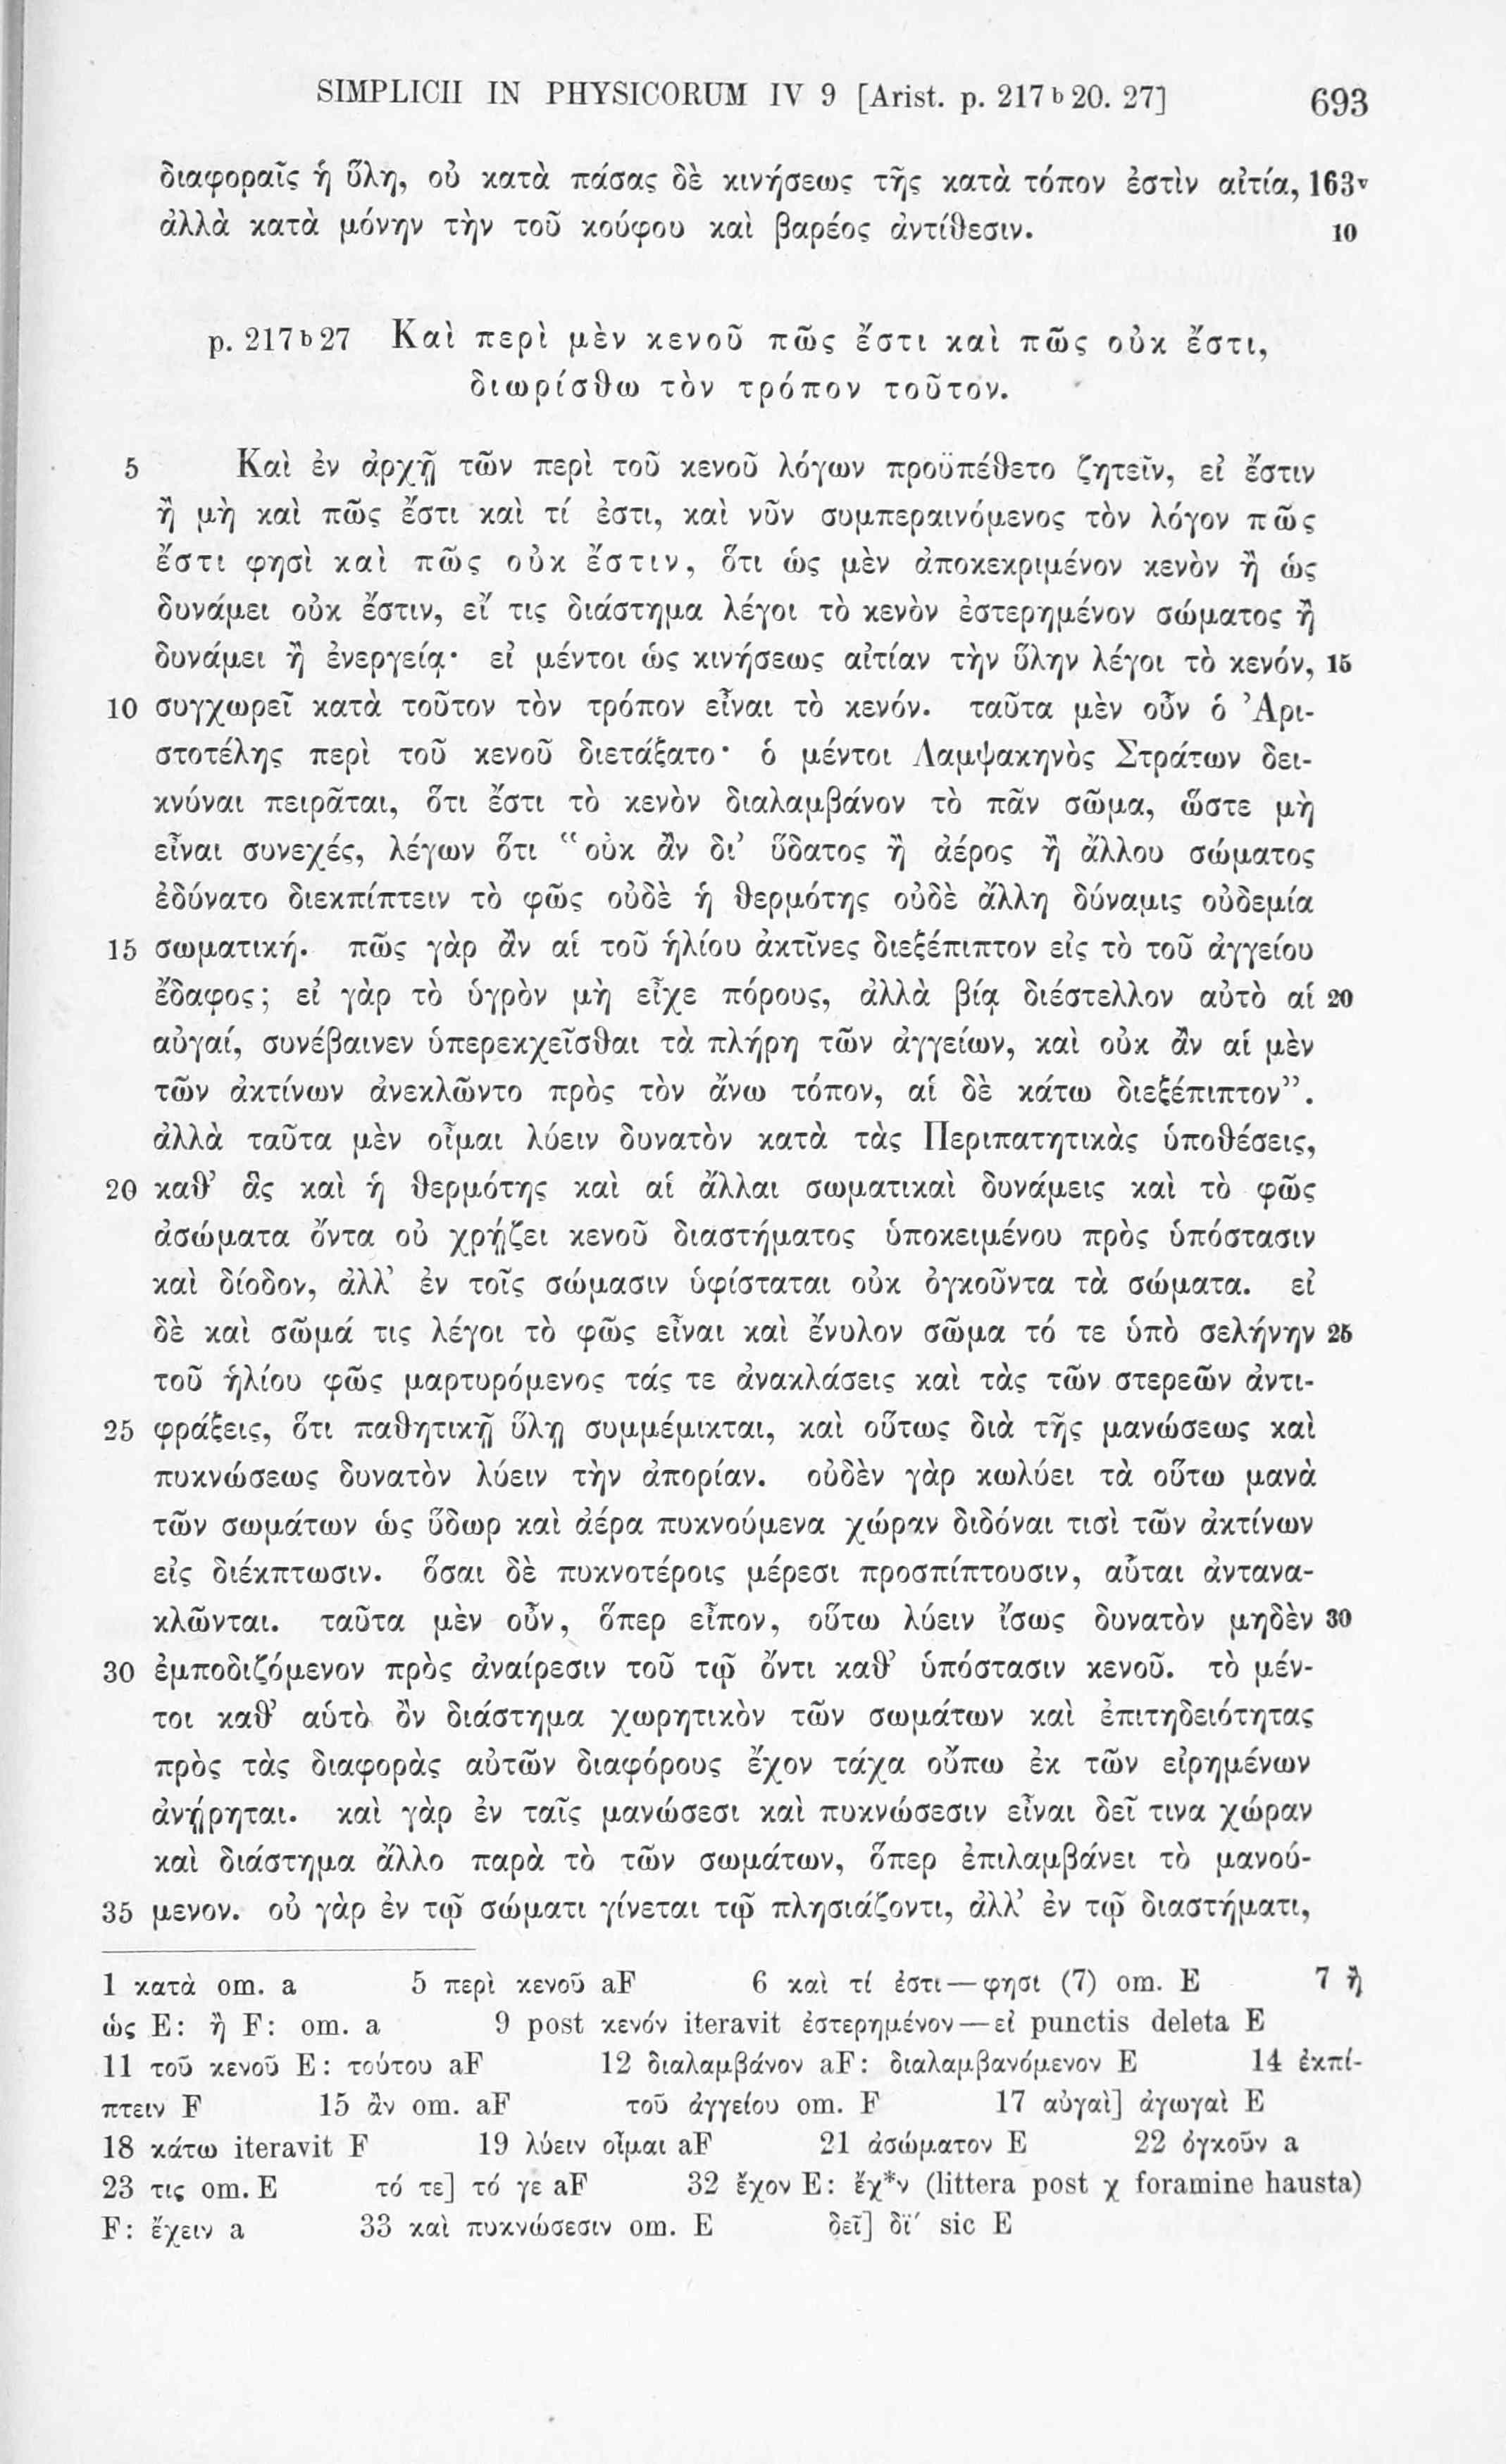 SIMPLICII IN PHYSICORUM IV 9 [Arist. p. 217 b 20. 27] 693
διαφοραῖς ἡ ὕλη, οὐ κατὰ πάσας δὲ κινήσεως τῆς κατὰ τόπον ἐστὶν αἰτία, 163v
ἀλλὰ κατὰ μόνην τὴν τοῦ κούφου καὶ βαρέος ἀντίθεσιν. 10
p. 217 b 27 Καὶ περὶ μὲν κενοῦ πῶς ἔστι καὶ πῶς οὐκ ἔστι,
διωρίσθω τὸν τρόπον τοῦτον.
5 Καὶ ἐν ἀρχῇ τῶν περὶ τοῦ κενοῦ λόγων προϋπέθετο ζητεῖν, εἰ ἔστιν
ἢ μὴ καὶ πῶς ἔστι καὶ τί ἐστι, καὶ νῦν συμπεραινόμενος τὸν λόγον πῶς
ἔστι φησὶ καὶ πῶς οὐκ ἔστιν, ὅτι ὡς μὲν ἀποκεκριμένον κενὸν ἢ ὡς
δυνάμει οὐκ ἔστιν, εἴ τις διάστημα λέγοι τὸ κενὸν ἐστερημένον σώματος ἢ
δυνάμει ἢ ἐνεργείᾳ· εἰ μέντοι ὡς κινήσεως αἰτίαν τὴν ὕλην λέγοι τὸ κενόν, 15
10 συγχωρεῖ κατὰ τοῦτον τὸν τρόπον εἶναι τὸ κενόν. ταῦτα μὲν οὖν ὁ Ἀρι-
στοτέλης περὶ τοῦ κενοῦ διετάξατο· ὁ μέντοι Λαμψακηνὸς Στράτων δει-
κνύναι πειρᾶται, ὅτι ἔστι τὸ κενὸν διαλαμβάνον τὸ πᾶν σῶμα, ὥστε μὴ
εἶναι συνεχές, λέγων ὅτι “οὐκ ἂν δι’ ὕδατος ἢ ἀέρος ἢ ἄλλου σώματος
ἐδύνατο διεκπίπτειν τὸ φῶς οὐδὲ ἡ θερμότης οὐδὲ ἄλλη δύναμις οὐδεμία
15 σωματική. πῶς γὰρ ἂν αἱ τοῦ ἡλίου ἀκτῖνες διεξέπιπτον εἰς τὸ τοῦ ἀγγείου
ἔδαφος; εἰ γὰρ τὸ ὑγρὸν μὴ εἶχε πόρους, ἀλλὰ βίᾳ διέστελλον αὐτὸ αἱ 20
αὐγαί, συνέβαινεν ὑπερεκχεῖσθαι τὰ πλήρη τῶν ἀγγείων, καὶ οὐκ ἂν αἱ μὲν
τῶν ἀκτίνων ἀνεκλῶντο πρὸς τὸν ἄνω τόπον, αἱ δὲ κάτω διεξέπιπτον”.
ἀλλὰ ταῦτα μὲν οἶμαι λύειν δυνατὸν κατὰ τὰς Περιπατητικὰς ὑποθέσεις,
20 καθ’ ἃς καὶ ἡ θερμότης καὶ αἱ ἄλλαι σωματικαὶ δυνάμεις καὶ τὸ φῶς
ἀσώματα ὄντα οὐ χρῄζει κενοῦ διαστήματος ὑποκειμένου πρὸς ὑπόστασιν
καὶ δίοδον, ἀλλ’ ἐν τοῖς σώμασιν ὑφίσταται οὐκ ὀγκοῦντα τὰ σώματα. εἰ
δὲ καὶ σῶμά τις λέγοι τὸ φῶς εἶναι καὶ ἔνυλον σῶμα τό τε ὑπὸ σελήνην 25
τοῦ ἡλίου φῶς μαρτυρόμενος τάς τε ἀνακλάσεις καὶ τὰς τῶν στερεῶν ἀντι-
25 φράξεις, ὅτι παθητικῇ ὕλῃ συμμέμικται, καὶ οὕτως διὰ τῆς μανώσεως καὶ
πυκνώσεως δυνατὸν λύειν τὴν ἀπορίαν. οὐδὲν γὰρ κωλύει τὰ οὕτω μανὰ
τῶν σωμάτων ὡς ὕδωρ καὶ ἀέρα πυκνούμενα χώραν διδόναι τισὶ τῶν ἀκτίνων
εἰς διέκπτωσιν. ὅσαι δὲ πυκνοτέροις μέρεσι προσπίπτουσιν, αὗται ἀντανα-
κλῶνται. ταῦτα μὲν οὖν, ὅπερ εἶπον, οὕτω λύειν ἴσως δυνατὸν μηδὲν 30
30 ἐμποδιζόμενον πρὸς ἀναίρεσιν τοῦ τῷ ὄντι καθ’ ὑπόστασιν κενοῦ. τὸ μέν-
τοι καθ’ αὑτὸ ὂν διάστημα χωρητικὸν τῶν σωμάτων καὶ ἐπιτηδειότητας
πρὸς τὰς διαφορὰς αὐτῶν διαφόρους ἔχον τάχα οὔπω ἐκ τῶν εἰρημένων
ἀνῄρηται. καὶ γὰρ ἐν ταῖς μανώσεσι καὶ πυκνώσεσιν εἶναι δεῖ τινα χώραν
καὶ διάστημα ἄλλο παρὰ τὸ τῶν σωμάτων, ὅπερ ἐπιλαμβάνει τὸ μανού-
35 μενον. οὐ γὰρ ἐν τῷ σώματι γίνεται τῷ πλησιάζοντι, ἀλλ’ ἐν τῷ διαστήματι,
1 κατὰ om. a 5 περὶ κενοῦ aF 6 καὶ τί ἐστι — φησι (7) om. E 7 ἢ
ὡς E: ἢ F: om. a 9 post κενόν iteravit ἐστερημένον — εἰ punctis deleta E
11 τοῦ κενοῦ E: τούτου aF 12 διαλαμβάνον aF: διαλαμβανόμενον E 14 ἐκπί-
πτειν F 15 ἂν om. aF τοῦ ἀγγείου om. F 17 αὐγαὶ] ἀγωγαὶ E
18 κάτω iteravit F 19 λύειν οἶμαι aF 21 ἀσώματον E 22 ὀγκοῦν a
23 τις om. E τό τε] τό γε aF 32 ἔχον E: ἔχ*ν (littera post χ foramine hausta)
F: ἔχειν a 33 καὶ πυκνώσεσιν om. E δεῖ] δϊ´ sic E